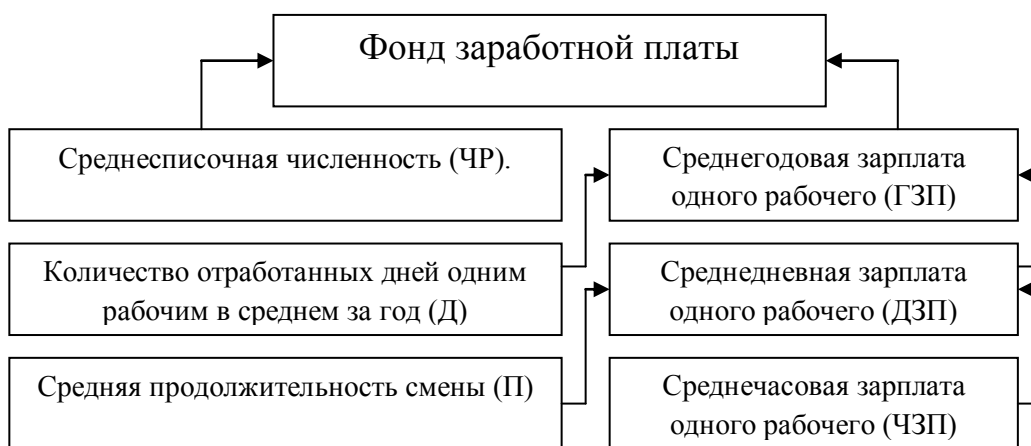 Фонд заработной платы
Среднесписочная численность (ЧР).
Среднегодовая зарплата
одного рабочего (ГЗП)
Количество отработанных дней одним
рабочим в среднем за год (Д)
Среднедневная зарплата
одного рабочего (ДЗП)
Средняя продолжительность смены (П)
Среднечасовая зарплата
одного рабочего (ЧЗП)